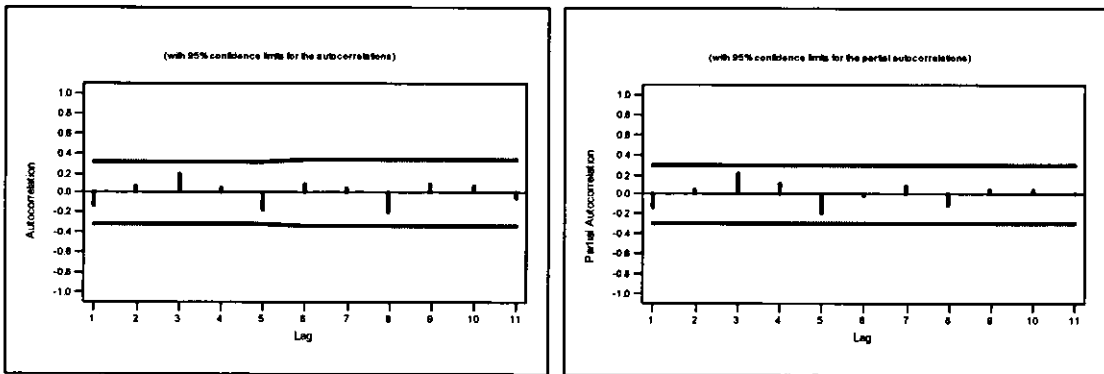 (with 95% confidence limits for the autocorrelations)
1.0
0.8
0.6
0.4
0.2
0.0
-0.2
-0.4
-0.6
-0.8
-1.0
Autocorrelation
1 2 3 4 5 6 7 8 9 10 11
Lag
(with 95% confidence limits for the partial autocorrelations)
1.0
0.8
0.6
0.4
0.2
0.0
-0.2
-0.4
-0.6
-0.8
-1.0
Partial Autocorrelation
1 2 3 4 5 6 7 8 9 10 11
Lag